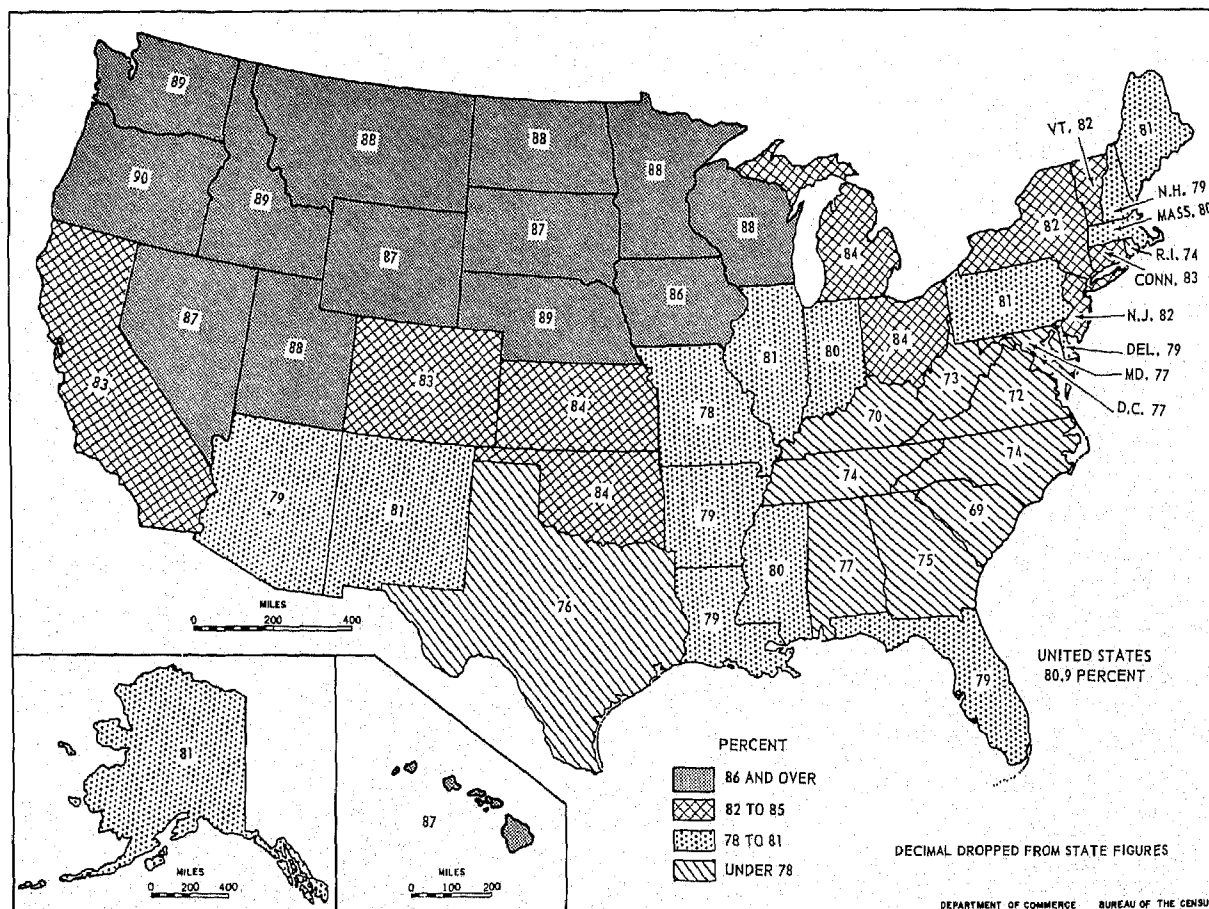 89
88
88
88
81
VT. 82
N.H. 79
MASS. 80
R.I. 74
CONN. 83
N.J. 82
DEL. 79
MD. 77
D.C. 77
90
89
87
87
88
84
82
81
86
89
87
88
83
83
84
81
80
84
73
72
78
70
74
74
84
79
69
79
81
80
77
75
76
79
79
MILES
0 200 400
UNITED STATES
80.9 PERCENT
81
MILES
0 200 400
87
MILES
0 100 200
PERCENT
86 AND OVER
82 TO 85
78 TO 81
UNDER 78
DECIMAL DROPPED FROM STATE FIGURES
DEPARTMENT OF COMMERCE BUREAU OF THE CENSUS